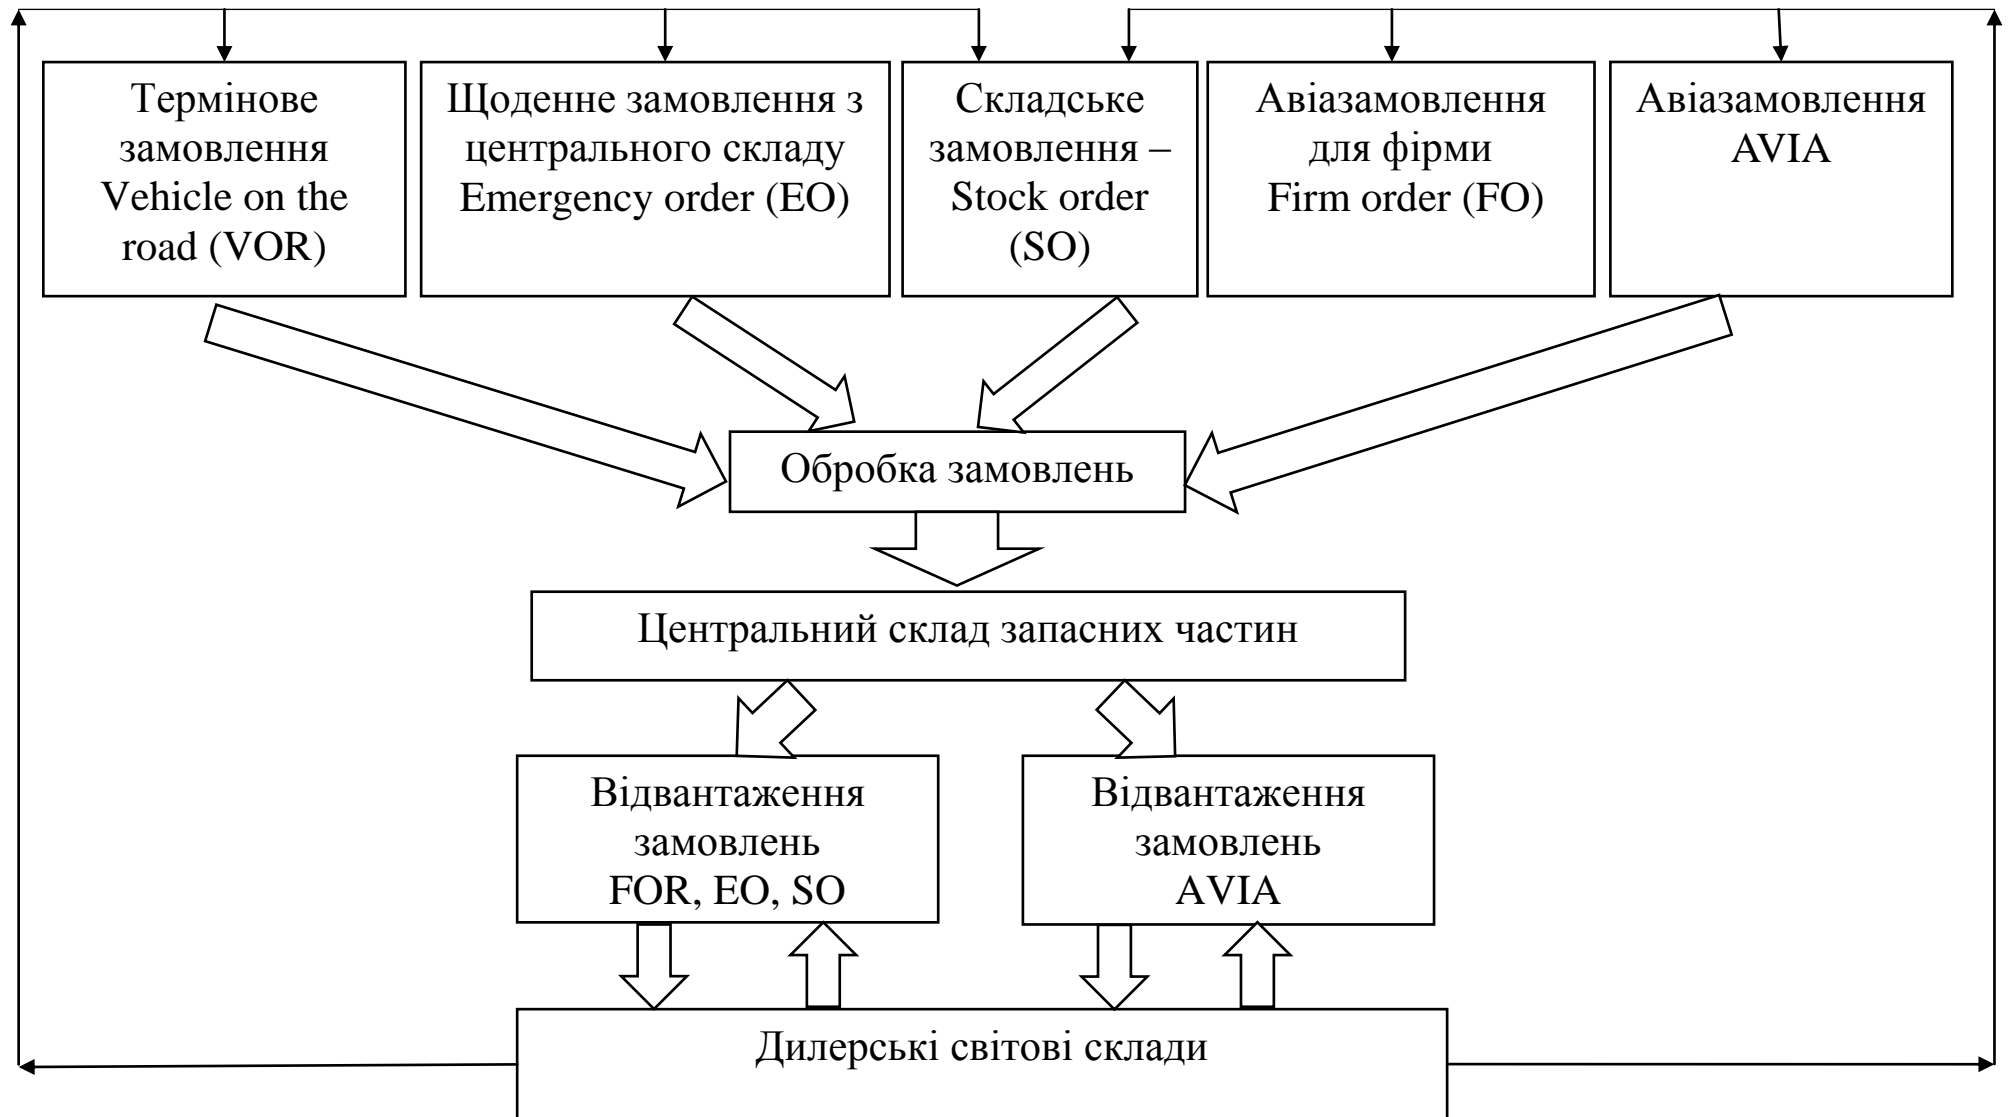 Термінове
замовлення
Vehicle on the
road (VOR)
Щоденне замовлення з
центрального складу
Emergency order (EO)
Складське
замовлення –
Stock order
(SO)
Авіазамовлення
для фірми
Firm order (FO)
Авіазамовлення
AVIA
Обробка замовлень
Центральний склад запасних частин
Відвантаження
замовлень
FOR, EO, SO
Відвантаження
замовлень
AVIA
Дилерські світові склади